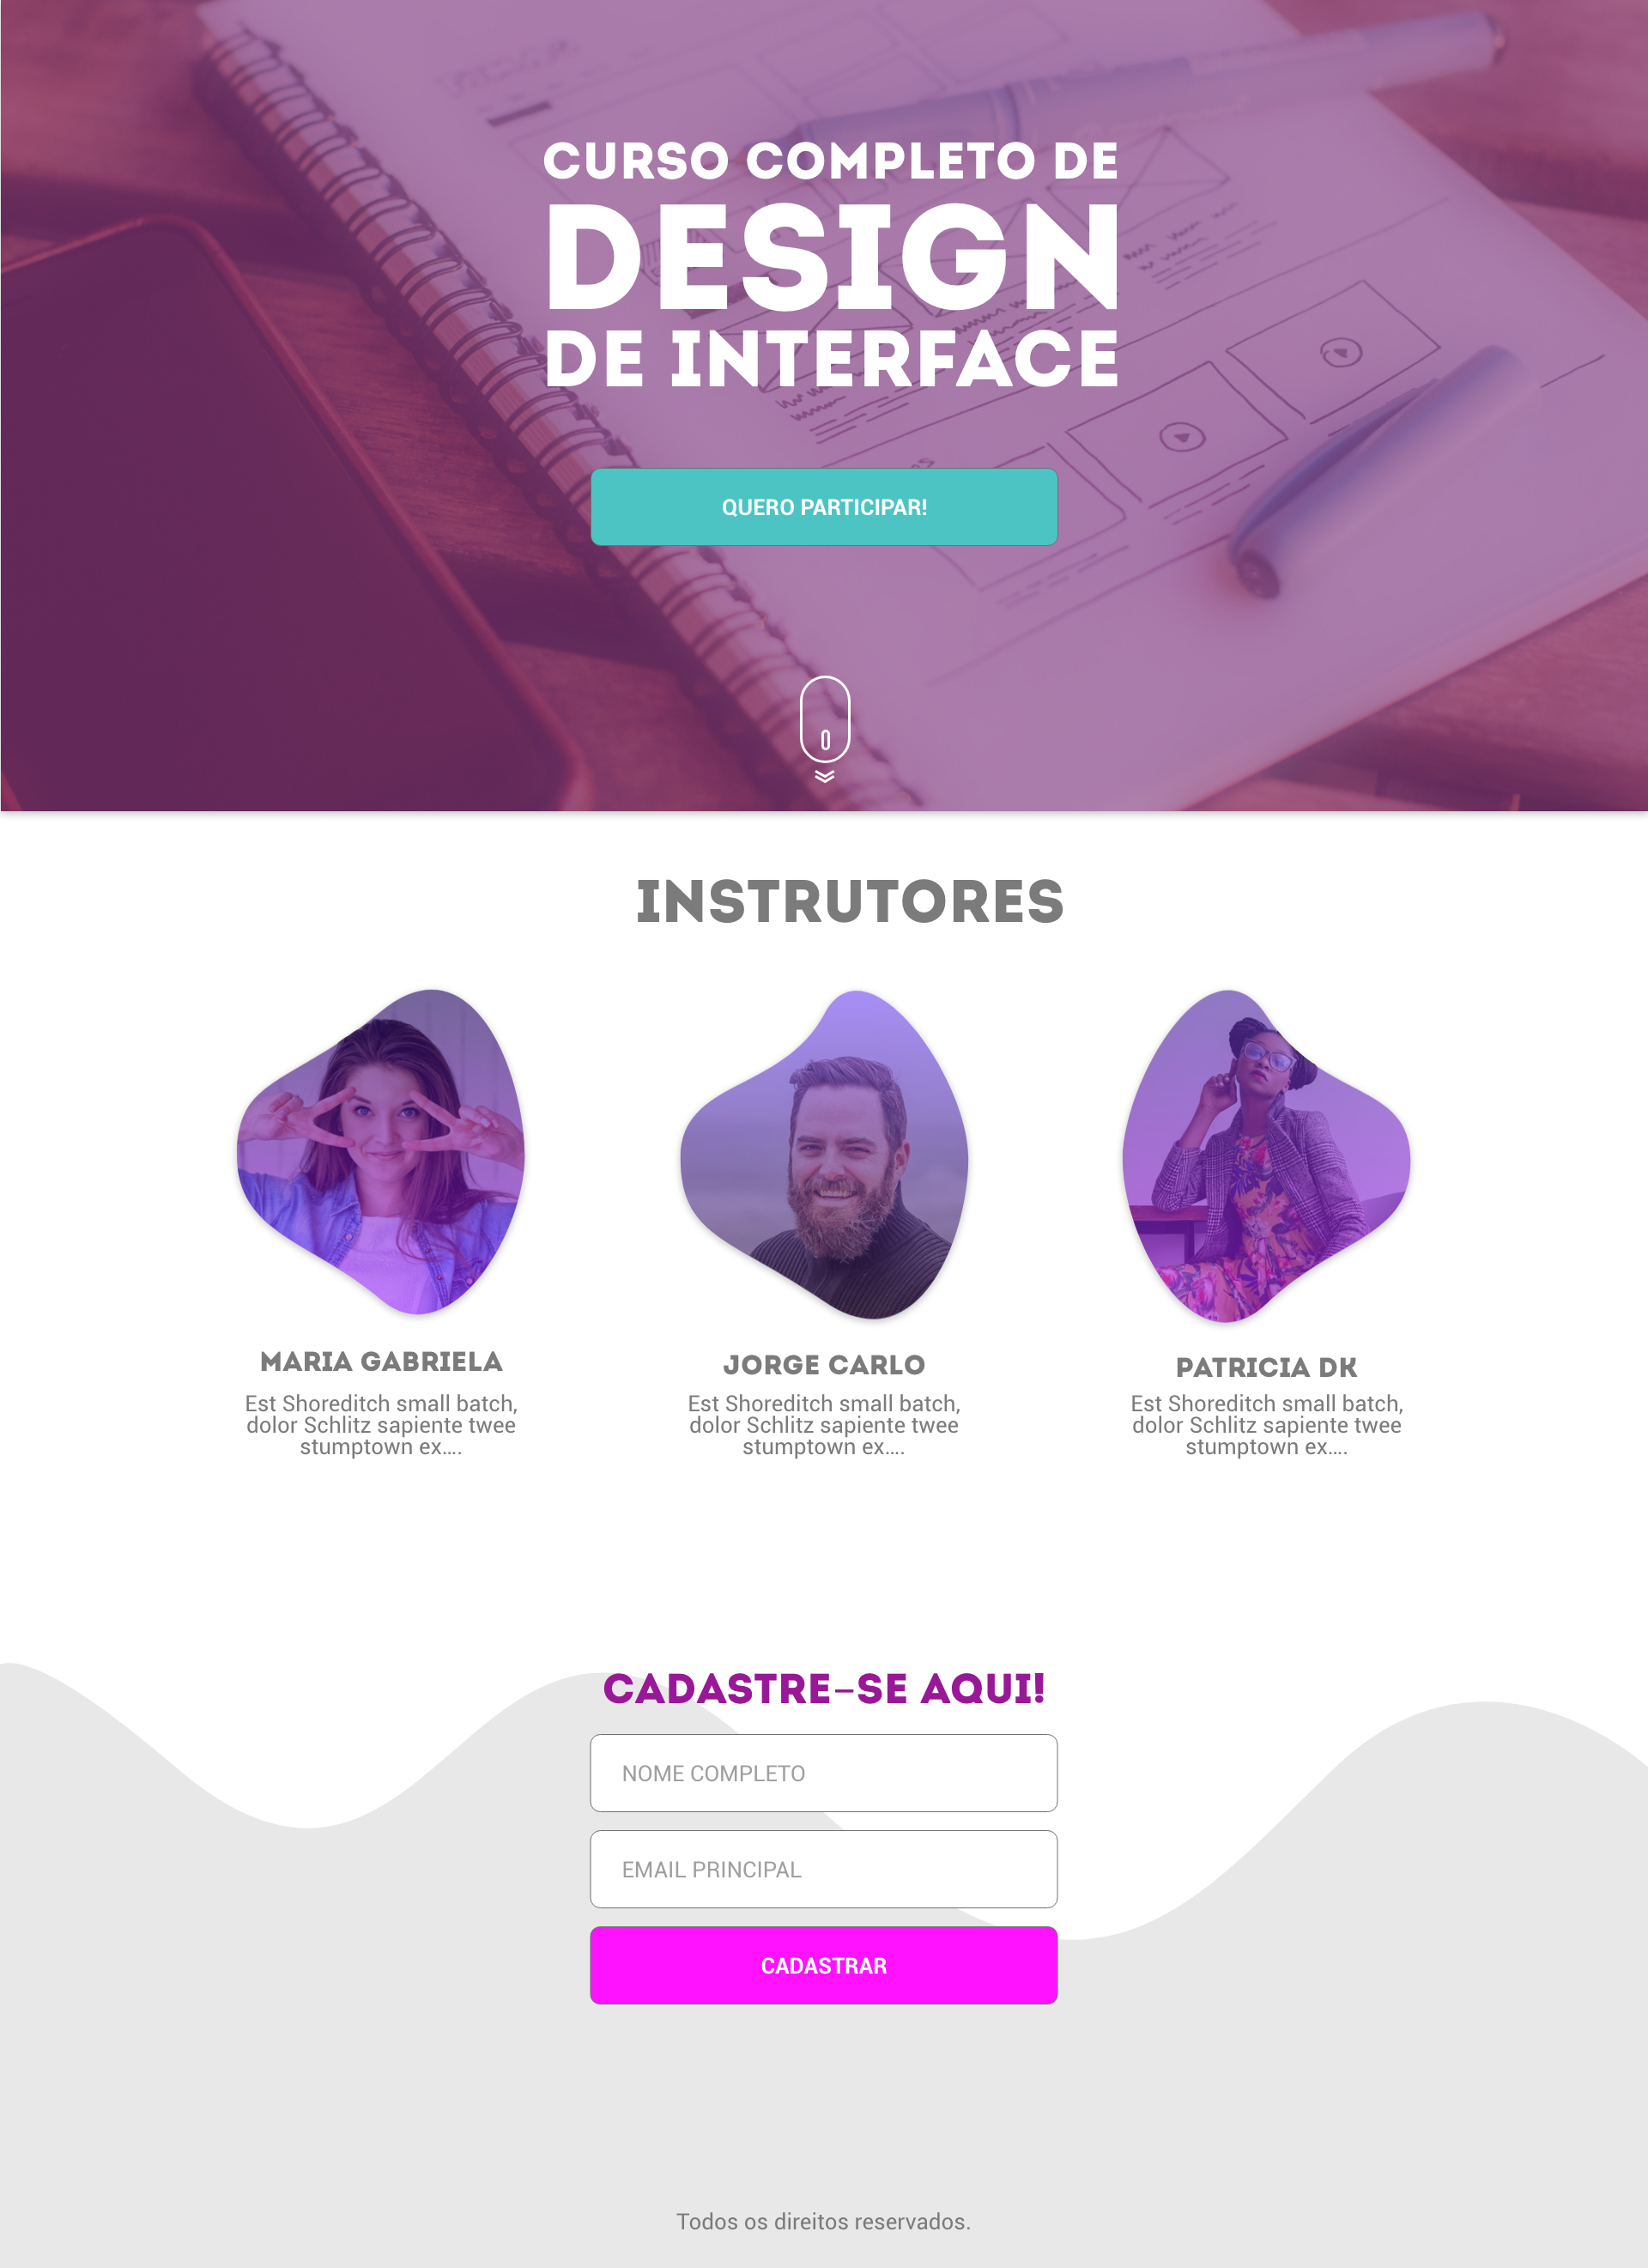 CURSO COMPLETO DE
DESIGN
DE INTERFACE
QUERO PARTICIPAR!
INSTRUTORES
MARIA GABRIELA
Est Shoreditch small batch,
dolor Schlitz sapiente twee
stumptown ex....
JORGE CARLO
Est Shoreditch small batch,
dolor Schlitz sapiente twee
stumptown ex....
PATRICIA DK
Est Shoreditch small batch,
dolor Schlitz sapiente twee
stumptown ex....
CADASTRE-SE AQUI!
NOME COMPLETO
EMAIL PRINCIPAL
CADASTRAR
Todos os direitos reservados.